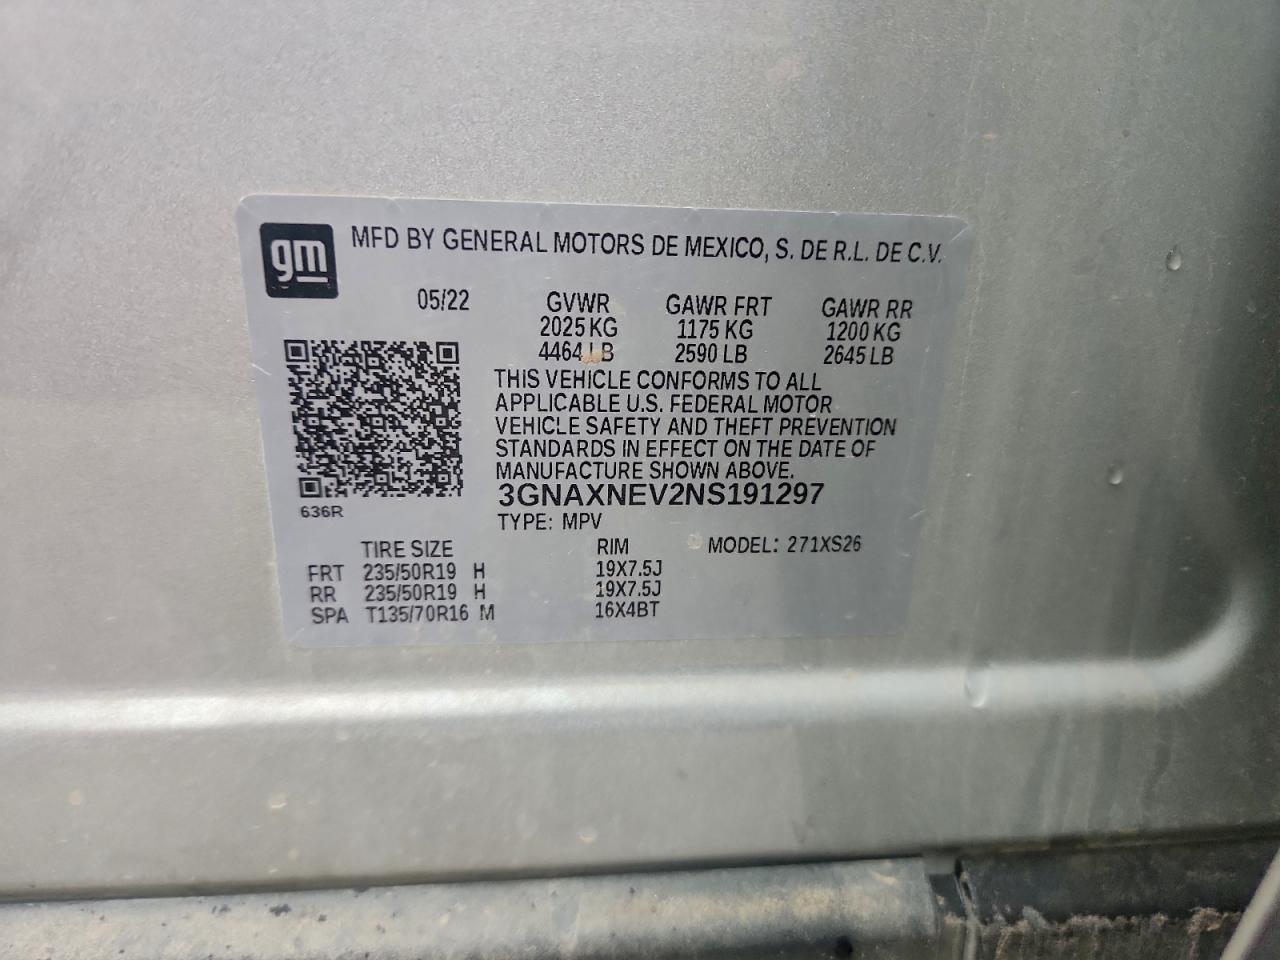 gm
MFD BY GENERAL MOTORS DE MEXICO, S. DE R.L. DE C.V.
05/22 GVWR GAWR FRT GAWR RR
2025 KG 1175 KG 1200 KG
4464 LB 2590 LB 2645 LB
THIS VEHICLE CONFORMS TO ALL
APPLICABLE U.S. FEDERAL MOTOR
VEHICLE SAFETY AND THEFT PREVENTION
STANDARDS IN EFFECT ON THE DATE OF
MANUFACTURE SHOWN ABOVE.
3GNAXNEV2NS191297
636R
TYPE: MPV
TIRE SIZE RIM MODEL: 271XS26
FRT 235/50R19 H 19X7.5J
RR 235/50R19 H 19X7.5J
SPA T135/70R16 M 16X4BT